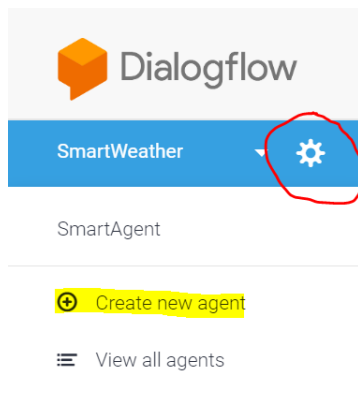 Dialogflow
SmartWeather
SmartAgent
Create new agent
View all agents